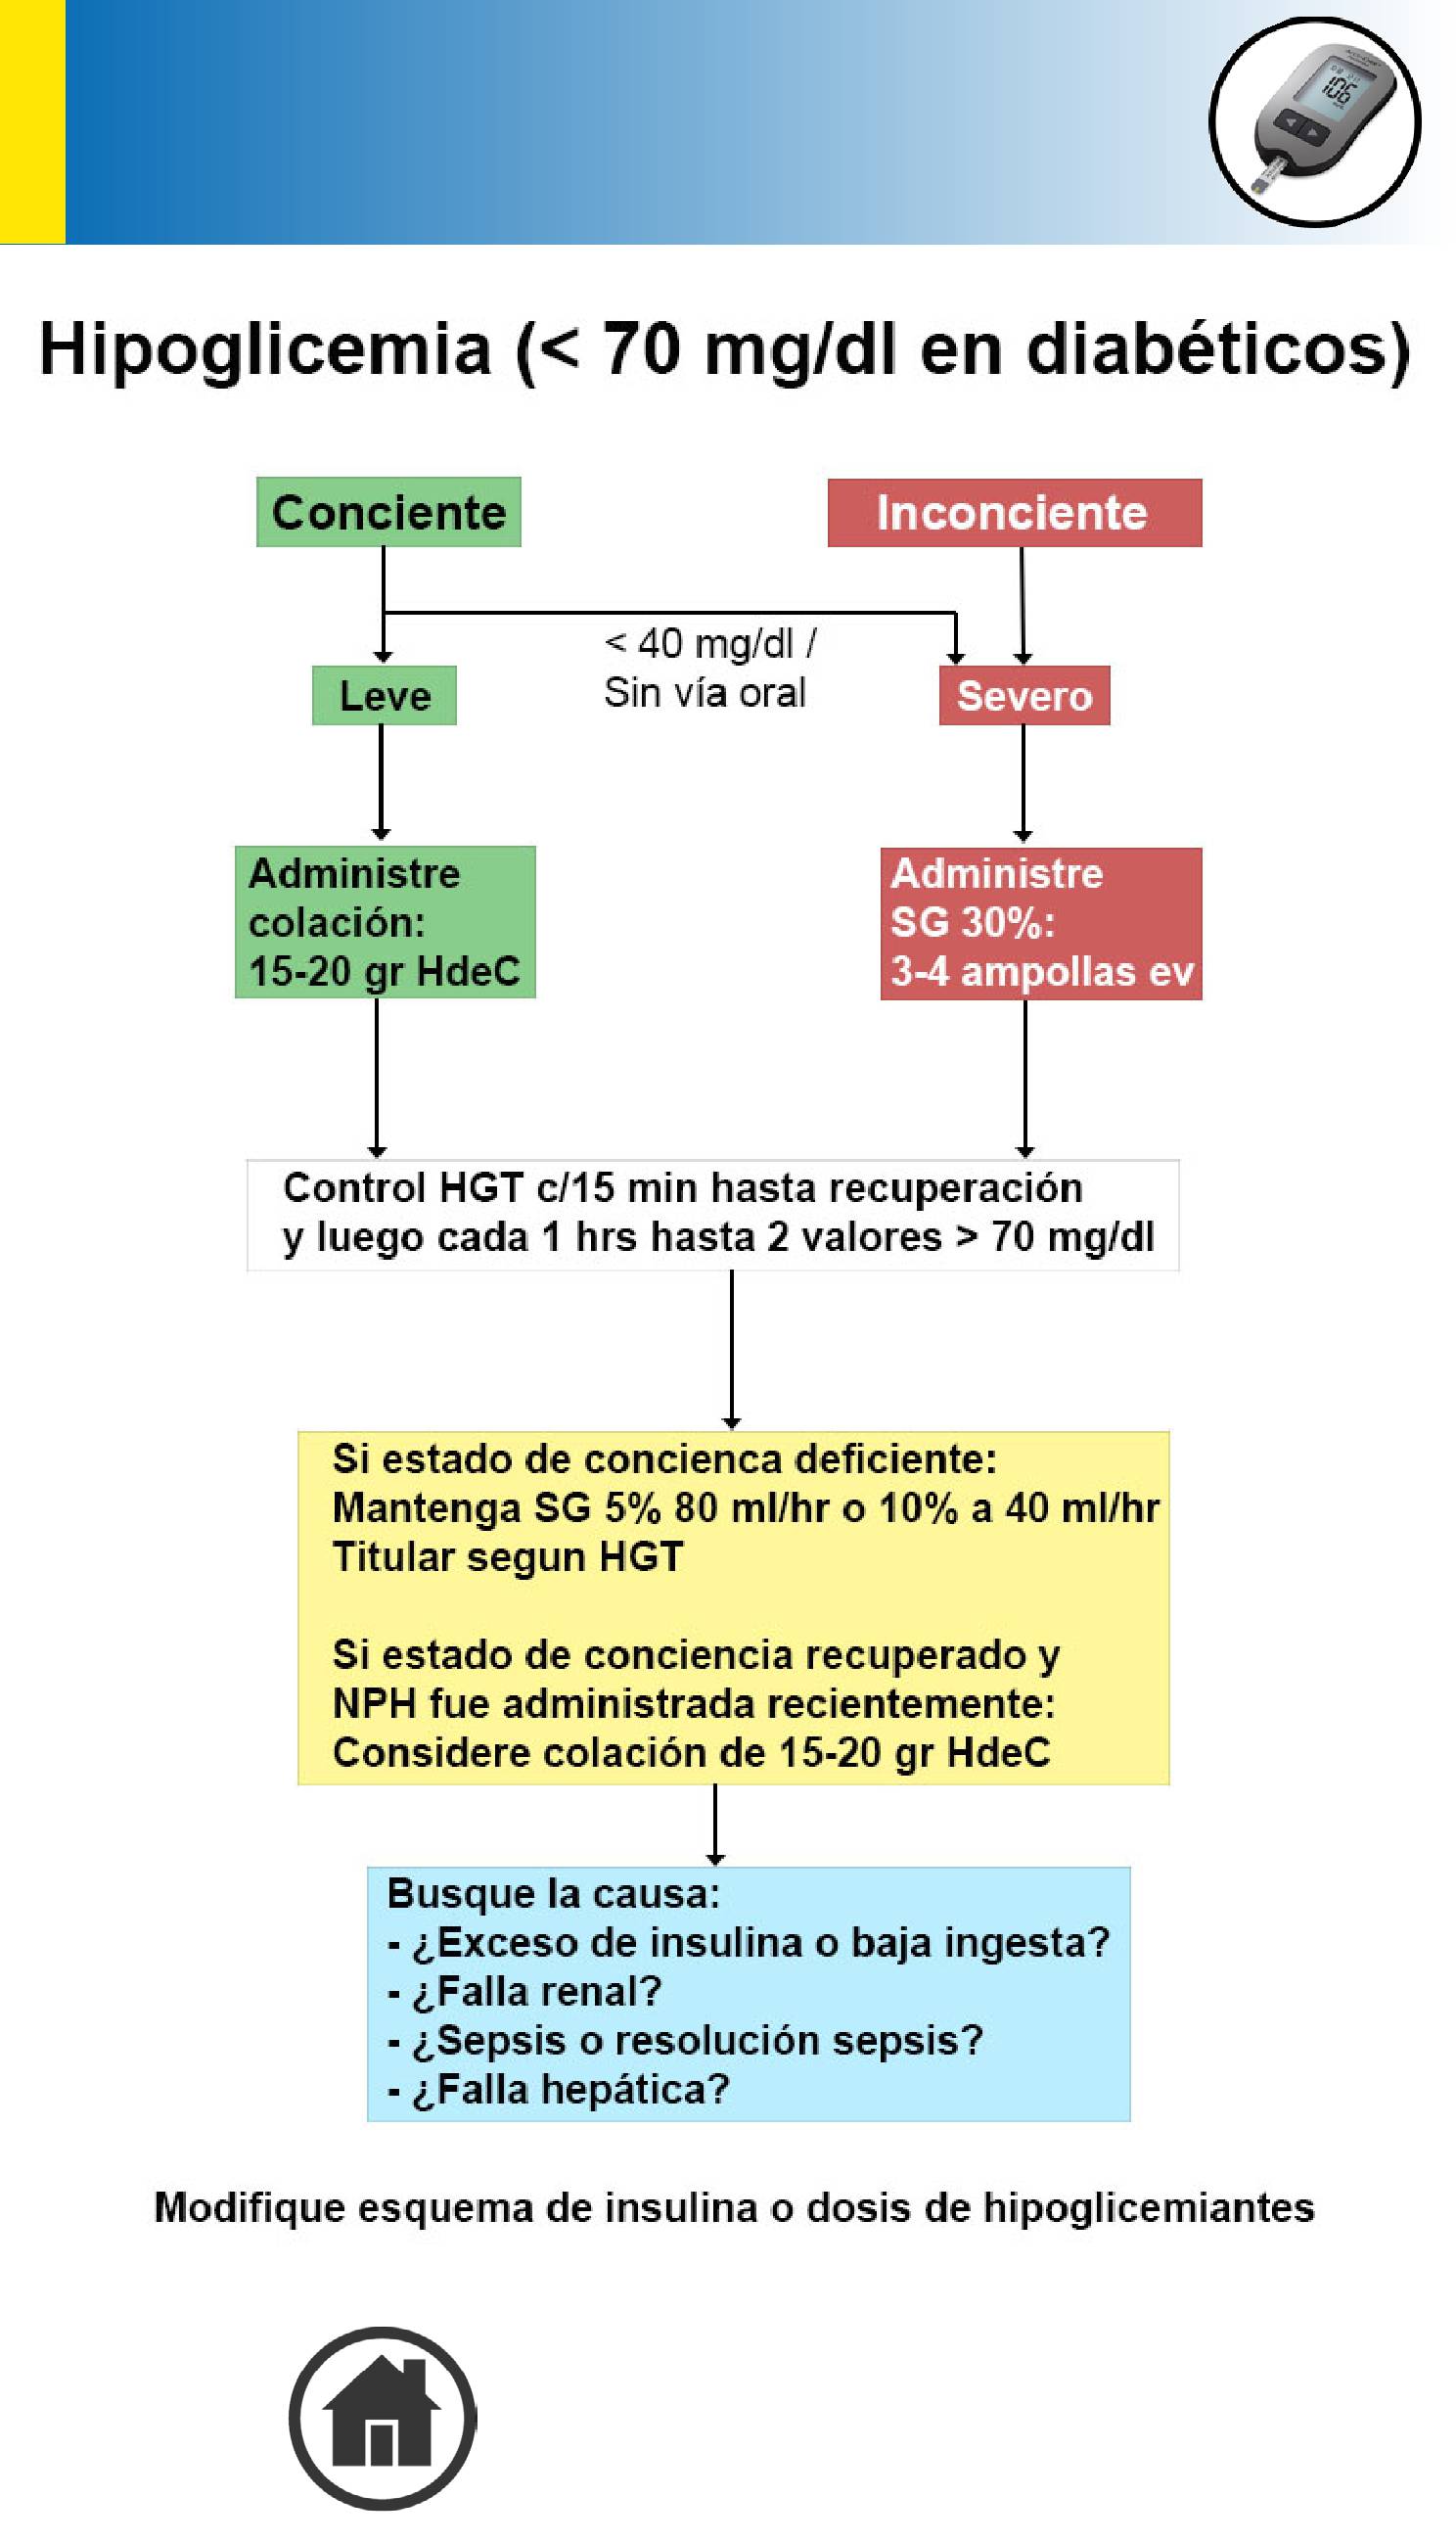 106
Hipoglicemia (< 70 mg/dl en diabéticos)
Conciente
Inconciente
< 40 mg/dl /
Sin vía oral
Leve
Severo
Administre
colación:
15-20 gr HdeC
Administre
SG 30%:
3-4 ampollas ev
Control HGT c/15 min hasta recuperación
y luego cada 1 hrs hasta 2 valores > 70 mg/dl
Si estado de concienca deficiente:
Mantenga SG 5% 80 ml/hr o 10% a 40 ml/hr
Titular segun HGT
Si estado de conciencia recuperado y
NPH fue administrada recientemente:
Considere colación de 15-20 gr HdeC
Busque la causa:
- ¿Exceso de insulina o baja ingesta?
- ¿Falla renal?
- ¿Sepsis o resolución sepsis?
- ¿Falla hepática?
Modifique esquema de insulina o dosis de hipoglicemiantes